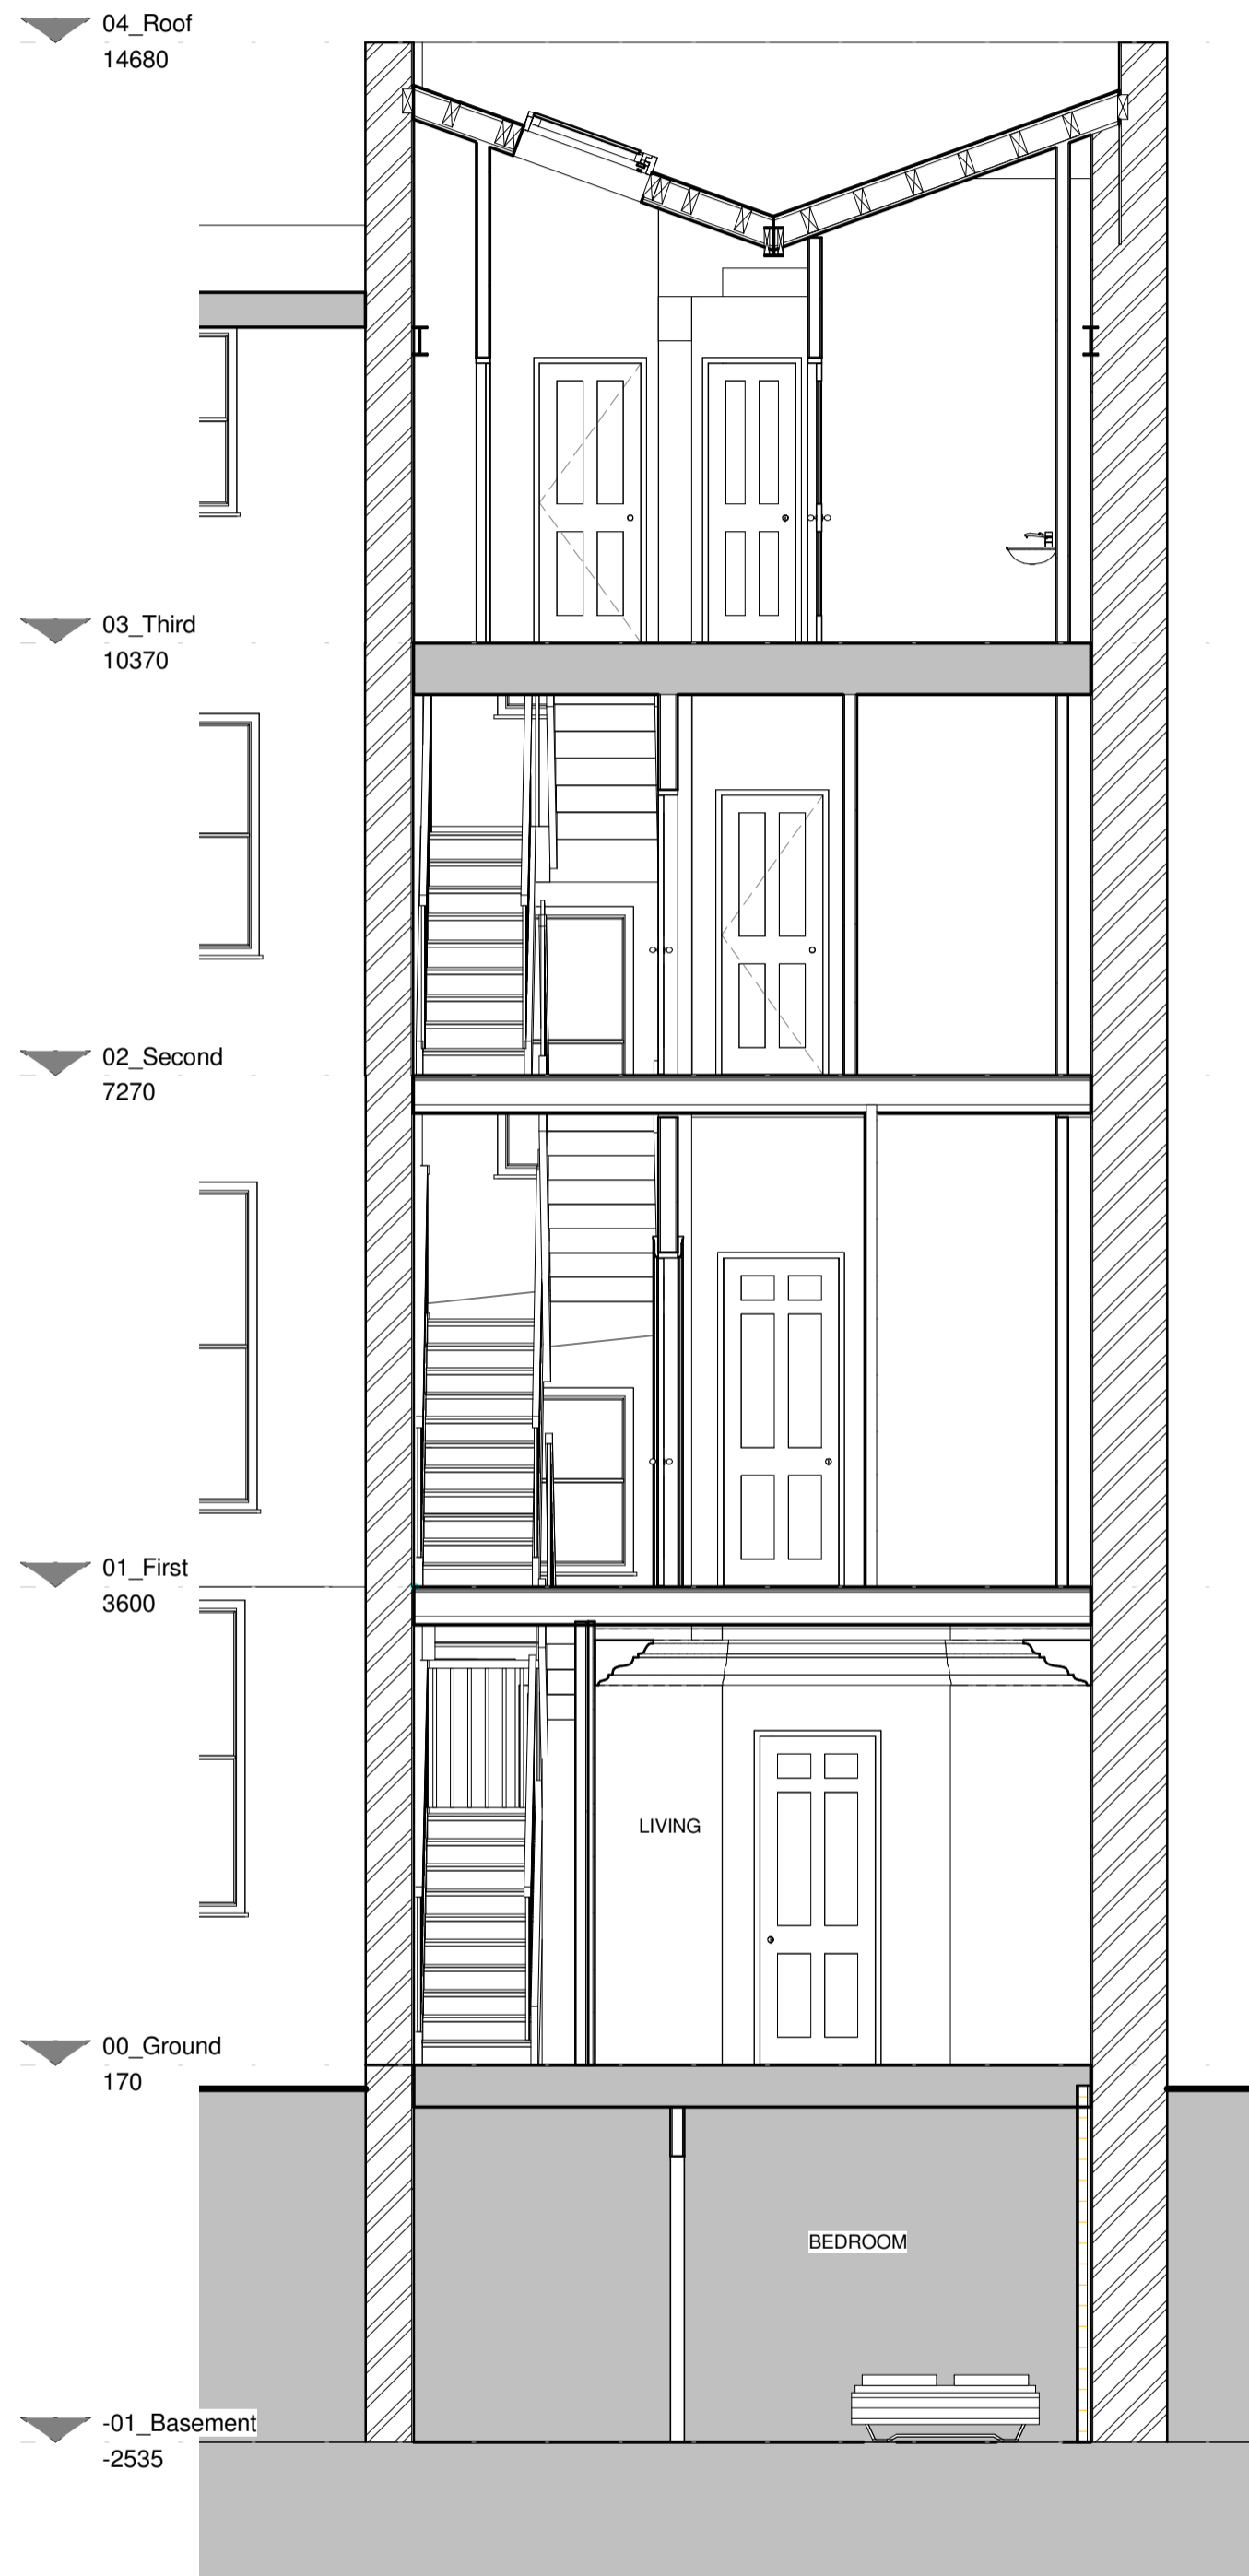 04_Roof
14680
03_Third
10370
02_Second
7270
01_First
3600
LIVING
00_Ground
170
BEDROOM
-01_Basement
-2535